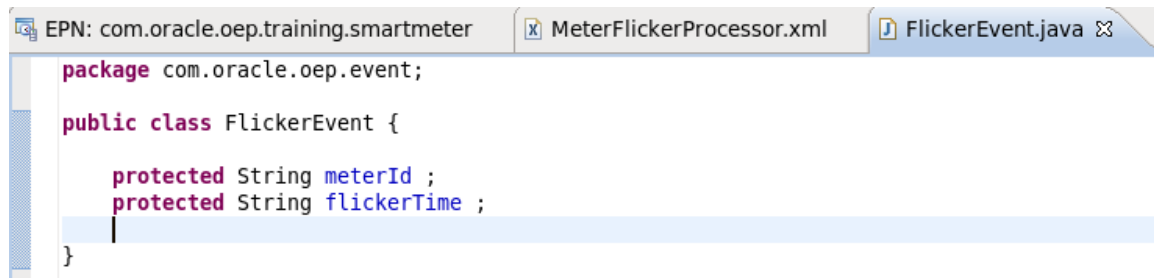 EPN: com.oracle.oep.training.smartmeter MeterFlickerProcessor.xml FlickerEvent.java
package com.oracle.oep.event;
public class FlickerEvent {
protected String meterId ;
protected String flickerTime ;
}